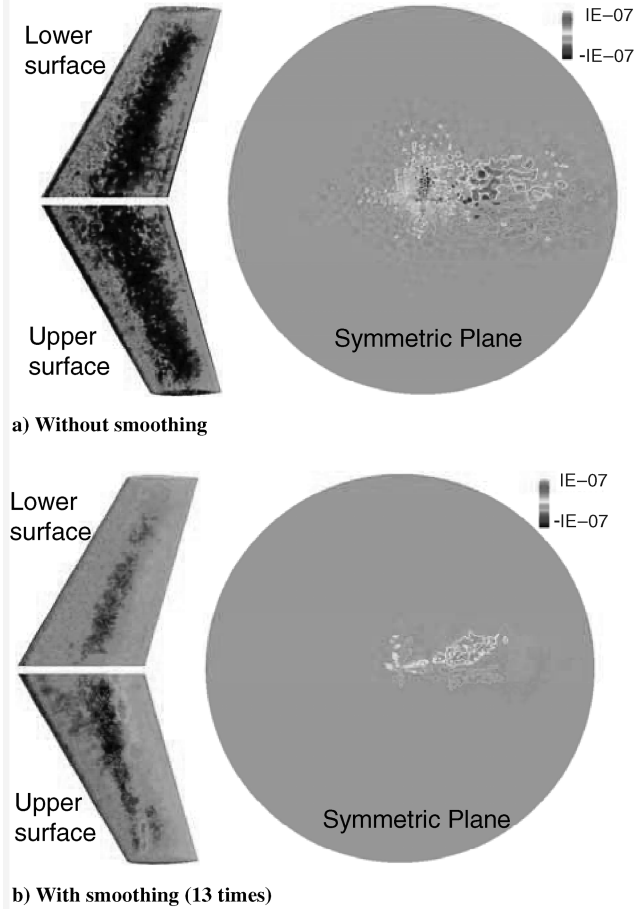 Lower
surface
IE–07
-IE–07
Upper
surface
Symmetric Plane
a) Without smoothing
Lower
surface
IE–07
-IE–07
Upper
surface
Symmetric Plane
b) With smoothing (13 times)